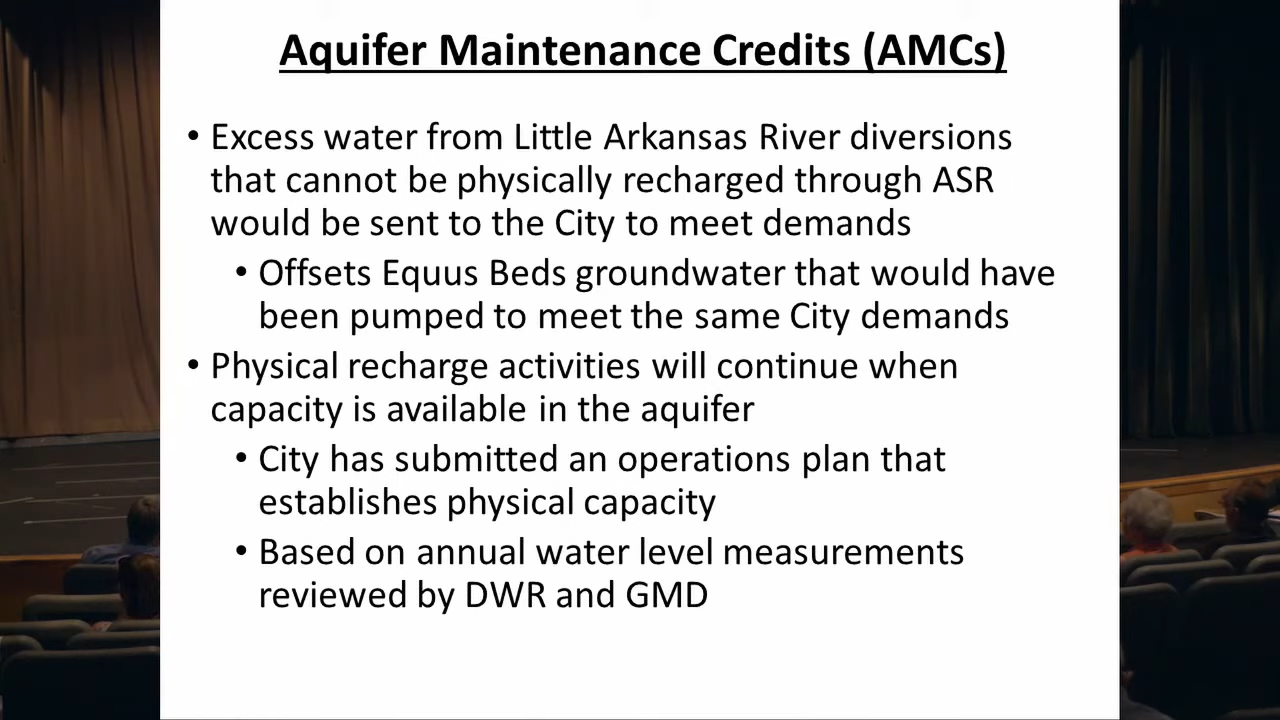 Aquifer Maintenance Credits (AMCs)
• Excess water from Little Arkansas River diversions
that cannot be physically recharged through ASR
would be sent to the City to meet demands
• Offsets Equus Beds groundwater that would have
been pumped to meet the same City demands
• Physical recharge activities will continue when
capacity is available in the aquifer
• City has submitted an operations plan that
establishes physical capacity
• Based on annual water level measurements
reviewed by DWR and GMD